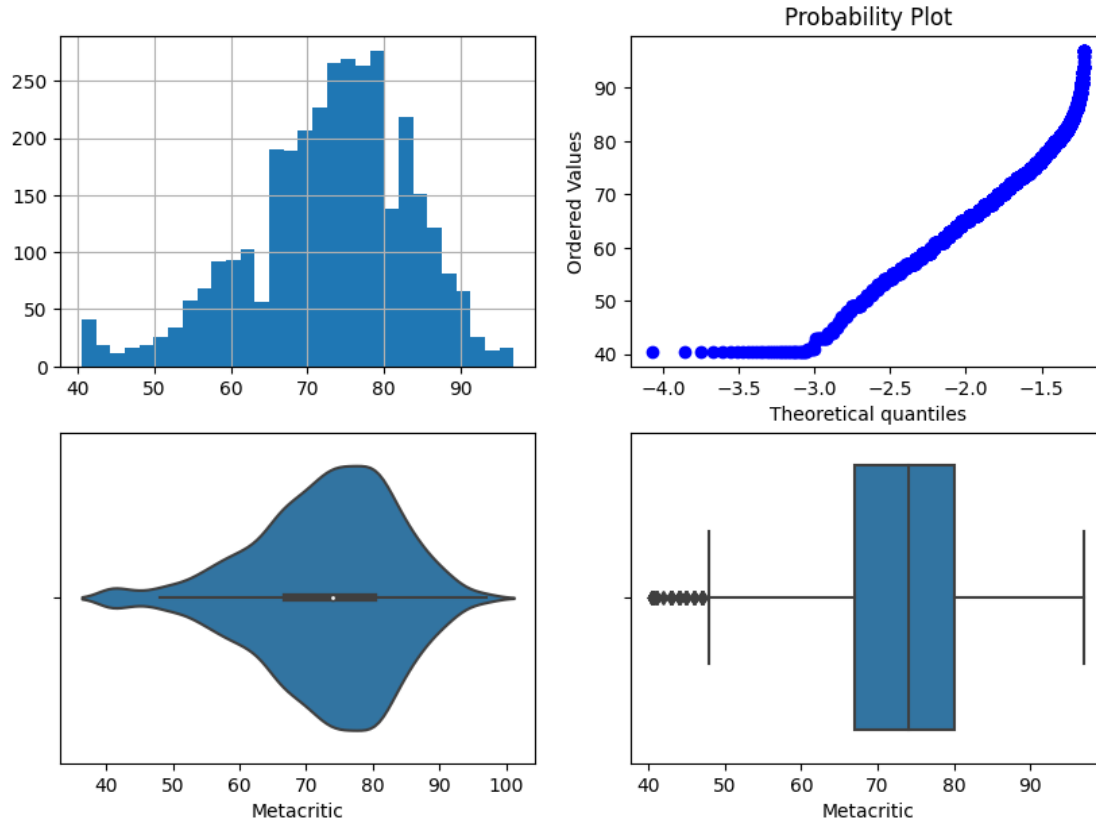 250
200
150
100
50
0
40 50 60 70 80 90
Probability Plot
Ordered Values
90
80
70
60
50
40
−4.0 −3.5 −3.0 −2.5 −2.0 −1.5
Theoretical quantiles
40 50 60 70 80 90 100
Metacritic
40 50 60 70 80 90
Metacritic